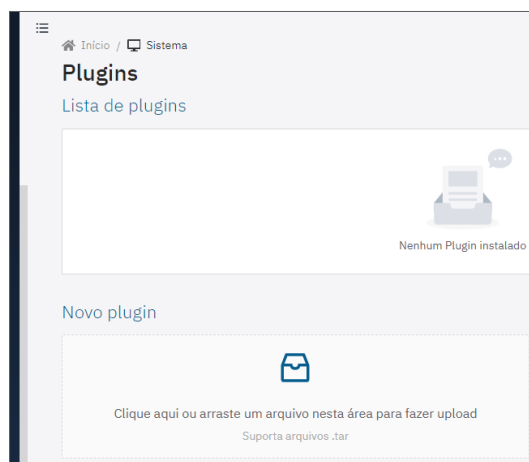 Início / Sistema
Plugins
Lista de plugins
Nenhum Plugin instalado
Novo plugin
Clique aqui ou arraste um arquivo nesta área para fazer upload
Suporta arquivos .tar